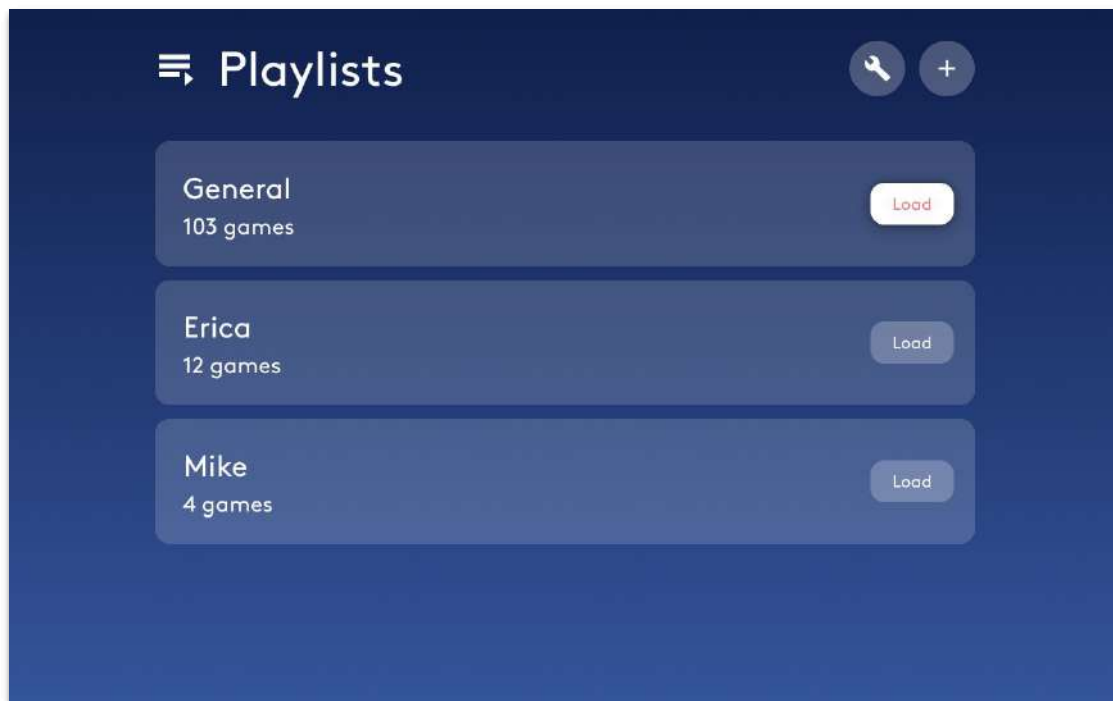 Playlists
General
103 games
Load
Erica
12 games
Load
Mike
4 games
Load